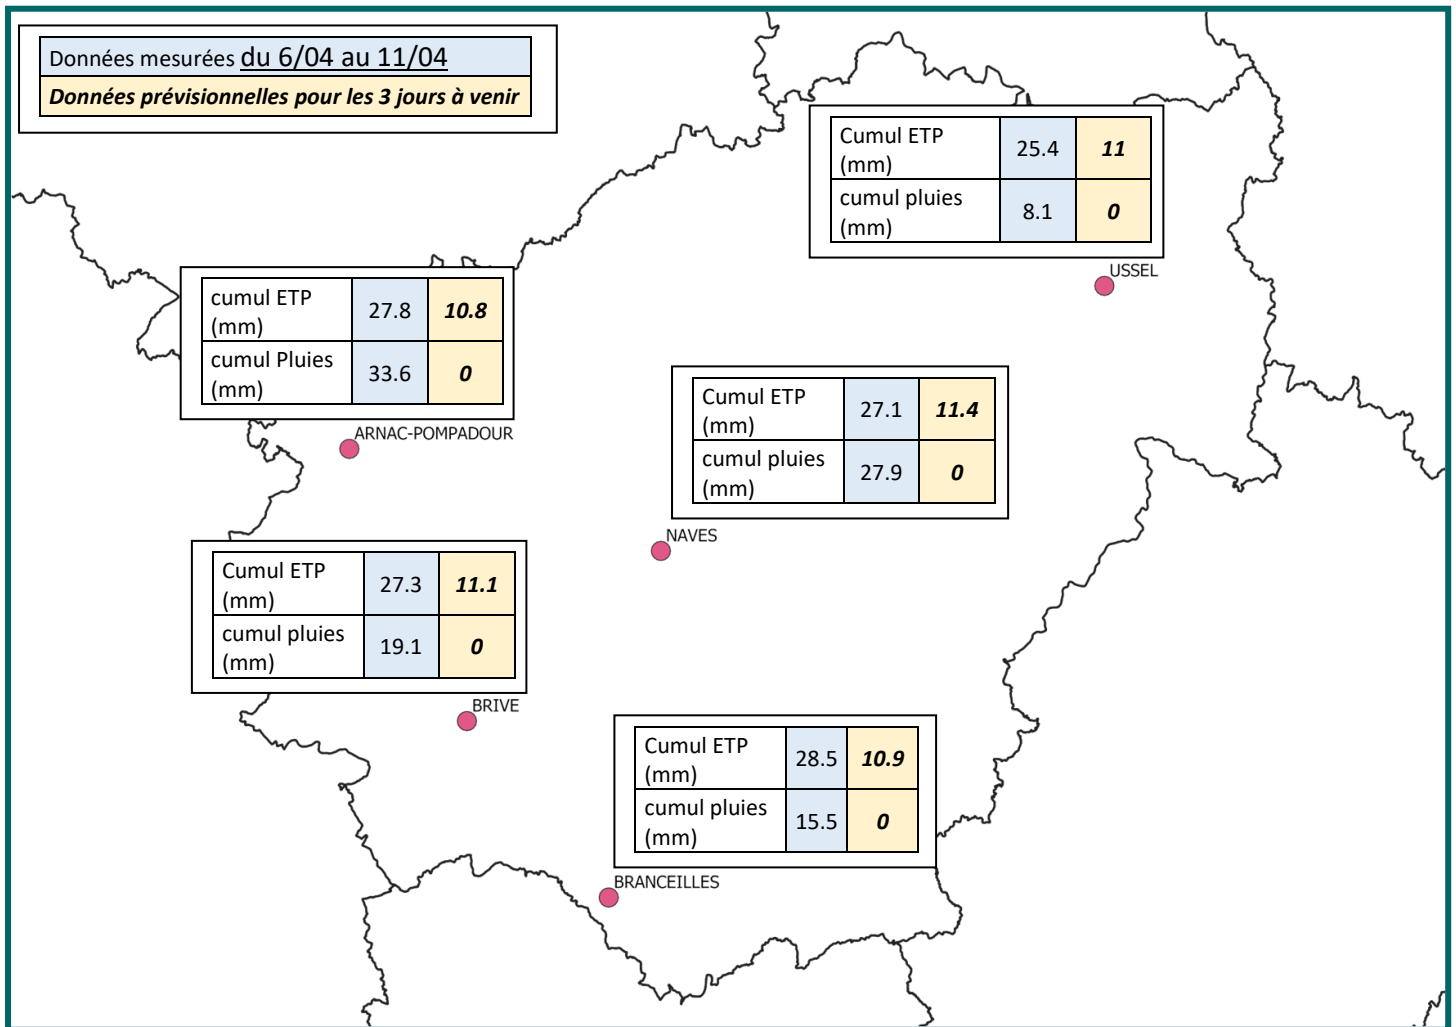 Données mesurées du 6/04 au 11/04
Données prévisionnelles pour les 3 jours à venir
Cumul ETP
(mm)
25.4
11
cumul pluies
(mm)
8.1
0
USSEL
cumul ETP
(mm)
27.8
10.8
cumul Pluies
(mm)
33.6
0
ARNAC-POMPADOUR
Cumul ETP
(mm)
27.1
11.4
cumul pluies
(mm)
27.9
0
NAVES
Cumul ETP
(mm)
27.3
11.1
cumul pluies
(mm)
19.1
0
BRIVE
Cumul ETP
(mm)
28.5
10.9
cumul pluies
(mm)
15.5
0
BRANCEILLES